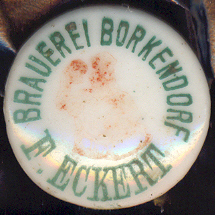 BRAUEREI BORKENDORF
F. ECKERT